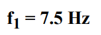 f₁ = 7.5 Hz